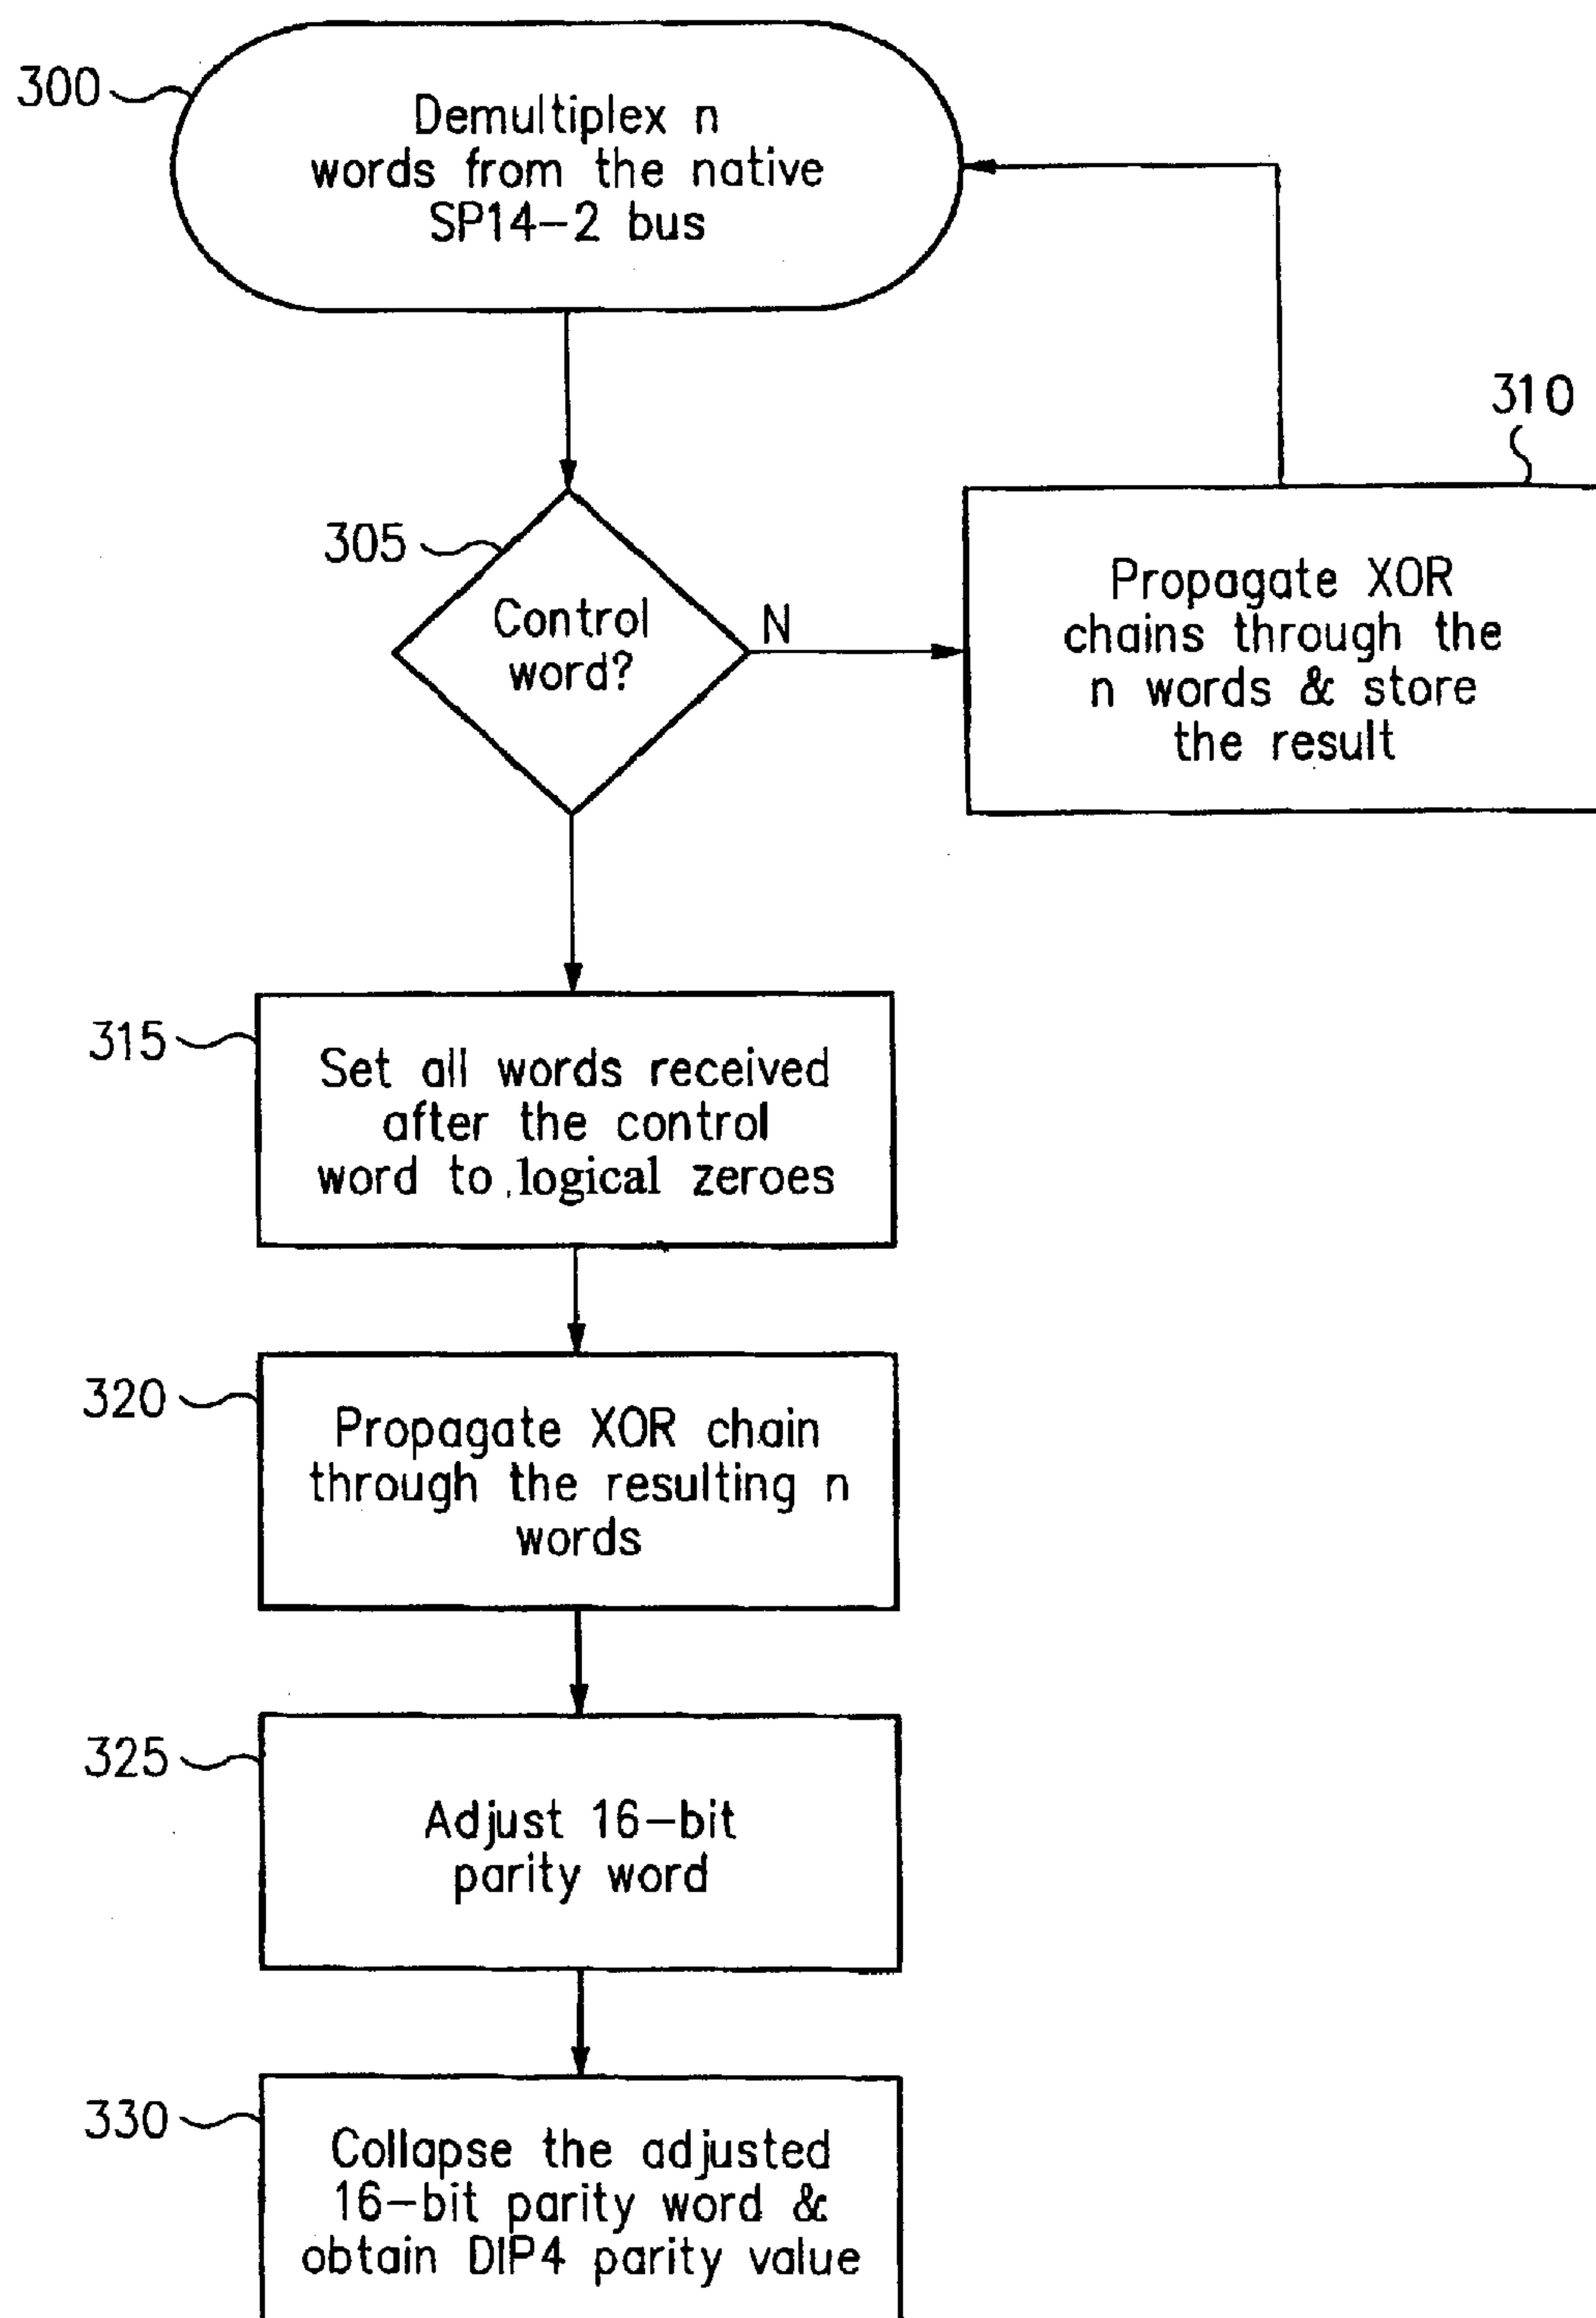 300
Demultiplex n
words from the native
SP14-2 bus
310
305
Control
word?
N
Propagate XOR
chains through the
n words & store
the result
315
Set all words received
after the control
word to logical zeroes
320
Propagate XOR chain
through the resulting n
words
325
Adjust 16-bit
parity word
330
Collapse the adjusted
16-bit parity word &
obtain DIP4 parity value